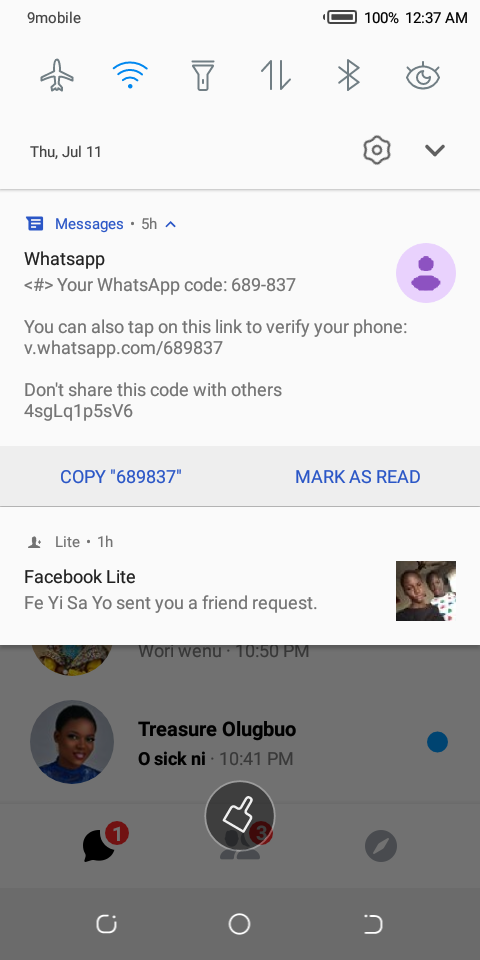 9mobile 100% 12:37 AM
Thu, Jul 11
Messages • 5h
Whatsapp
<#> Your WhatsApp code: 689-837
You can also tap on this link to verify your phone:
v.whatsapp.com/689837
Don't share this code with others
4sgLq1p5sV6
COPY "689837" MARK AS READ
Lite • 1h
Facebook Lite
Fe Yi Sa Yo sent you a friend request.
Wori wenu · 10:50 PM
Treasure Olugbuo
O sick ni · 10:41 PM
1 3